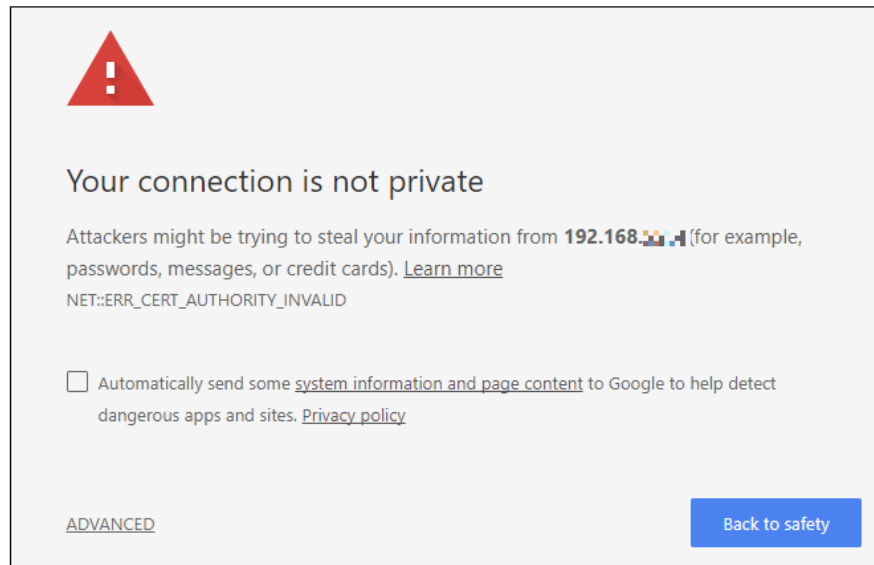 Your connection is not private
Attackers might be trying to steal your information from 192.168. (for example,
passwords, messages, or credit cards). Learn more
NET::ERR_CERT_AUTHORITY_INVALID
Automatically send some system information and page content to Google to help detect
dangerous apps and sites. Privacy policy
ADVANCED
Back to safety